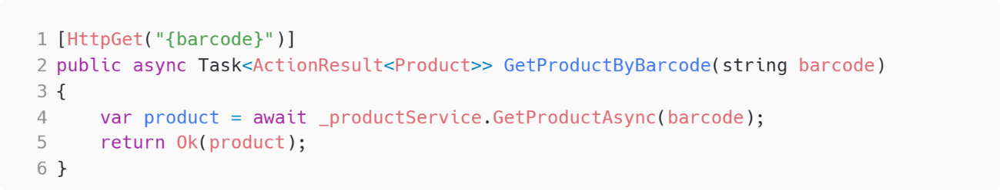 1 [HttpGet("{barcode}")]
2 public async Task<ActionResult<Product>> GetProductByBarcode(string barcode)
3 {
4     var product = await _productService.GetProductAsync(barcode);
5     return Ok(product);
6 }